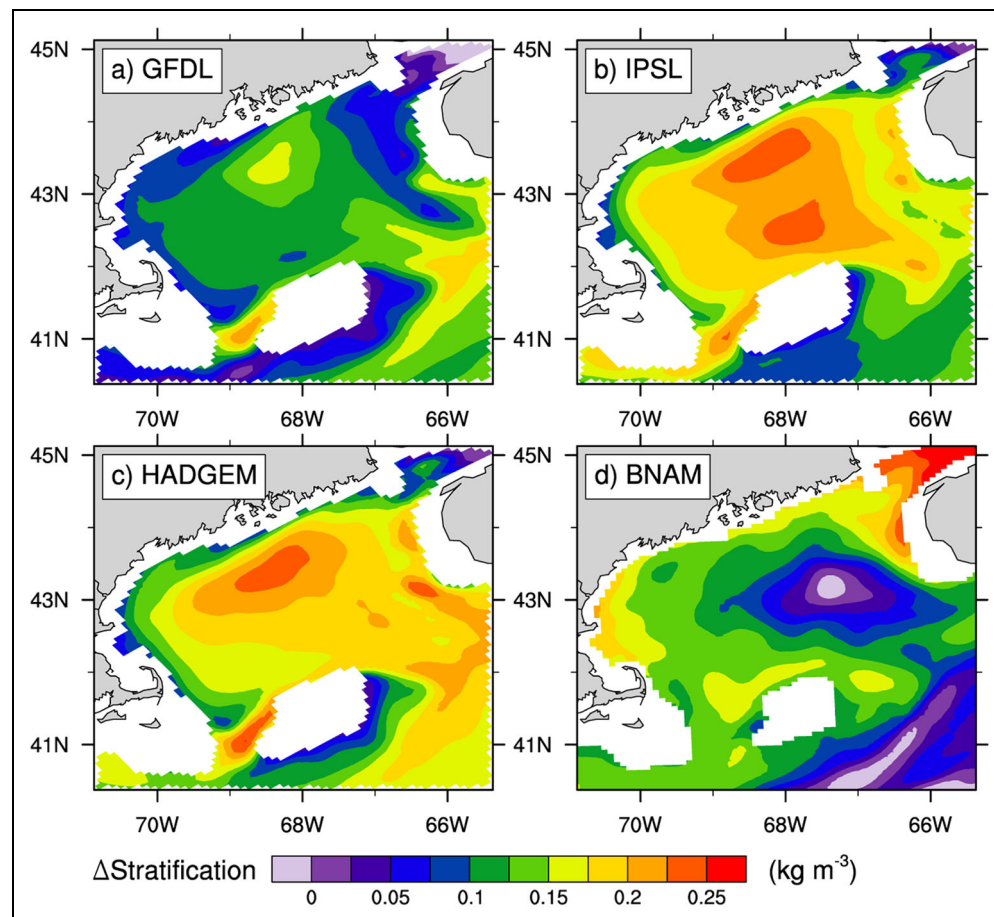 45N
43N
41N
a) GFDL
70W 68W 66W
45N
43N
41N
b) IPSL
70W 68W 66W
45N
43N
41N
c) HADGEM
70W 68W 66W
45N
43N
41N
d) BNAM
70W 68W 66W
ΔStratification
0 0.05 0.1 0.15 0.2 0.25
(kg m⁻³)